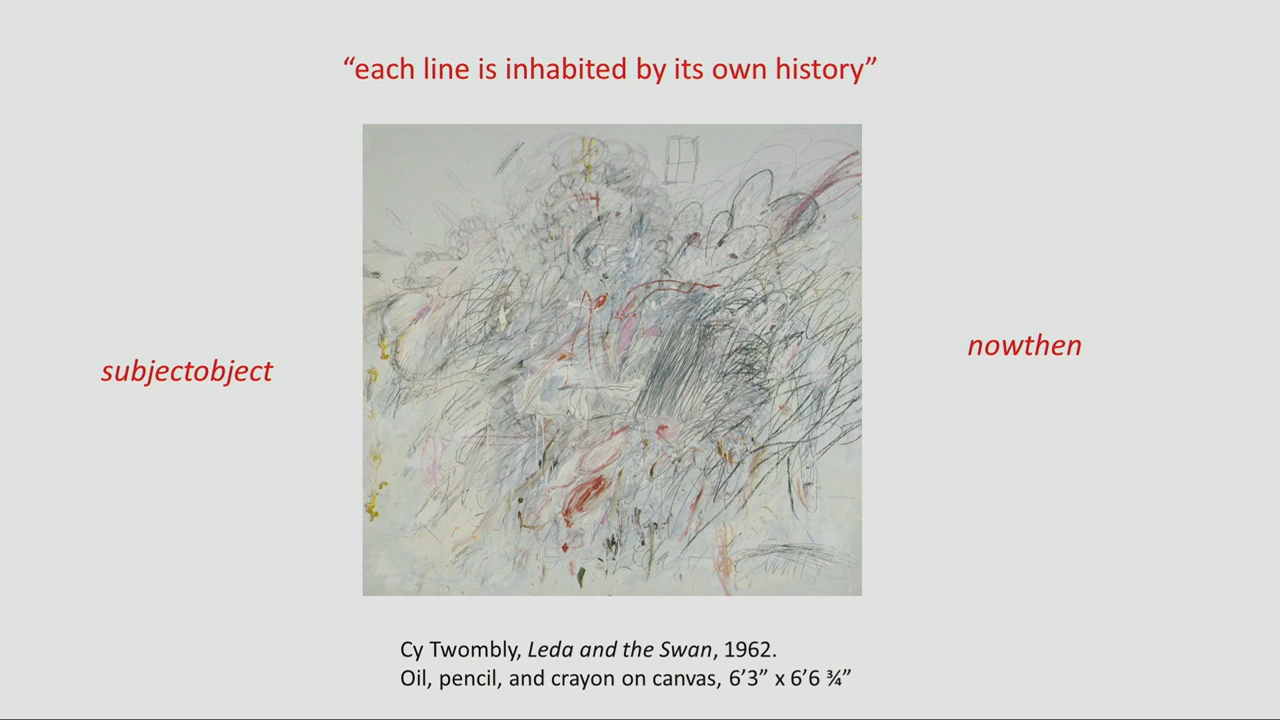 “each line is inhabited by its own history”
subjectobject
nowthen
Cy Twombly, Leda and the Swan, 1962.
Oil, pencil, and crayon on canvas, 6’3” x 6’6 ¾”